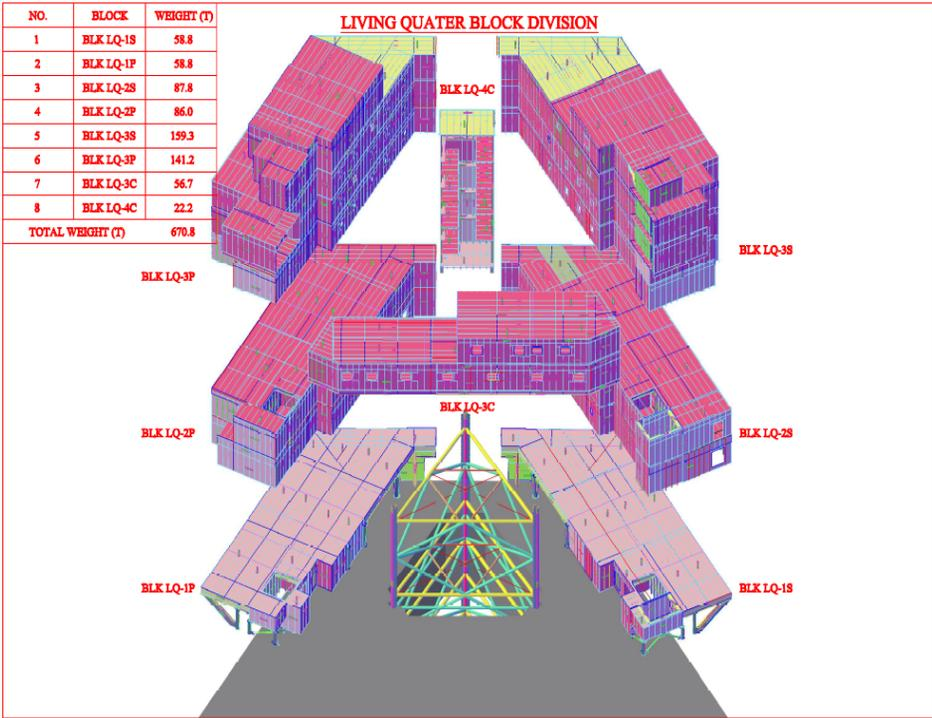 LIVING QUATER BLOCK DIVISION
NO. BLOCK WEIGHT (T)
1 BLK LQ-1S 58.8
2 BLK LQ-1P 58.8
3 BLK LQ-2S 87.8
4 BLK LQ-2P 86.0
5 BLK LQ-3S 159.3
6 BLK LQ-3P 141.2
7 BLK LQ-3C 56.7
8 BLK LQ-4C 22.2
TOTAL WEIGHT (T) 670.8
BLK LQ-4C
BLK LQ-3S
BLK LQ-3P
BLK LQ-3C
BLK LQ-2P
BLK LQ-2S
BLK LQ-1P
BLK LQ-1S